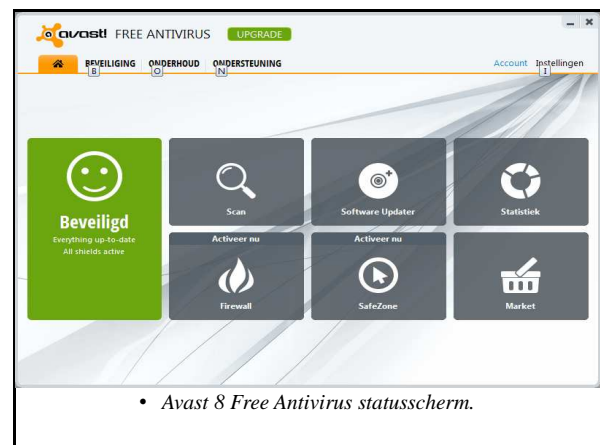 avast! FREE ANTIVIRUS UPGRADE
BEVEILIGING ONDERHOUD ONDERSTEUNING Account Instellingen
B O N I
Scan Software Updater Statistiek
Beveiligd
Everything up-to-date
All shields active
Activeer nu Activeer nu
Firewall SafeZone Market
• Avast 8 Free Antivirus statusscherm.